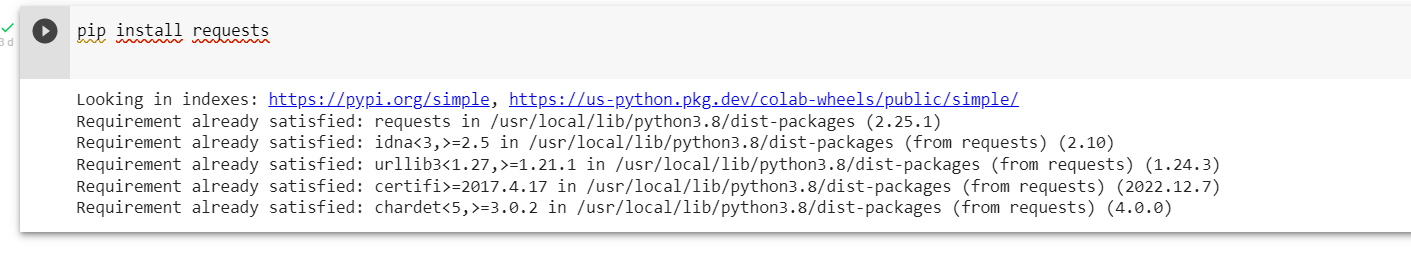 pip install requests
3 d
Looking in indexes: https://pypi.org/simple, https://us-python.pkg.dev/colab-wheels/public/simple/
Requirement already satisfied: requests in /usr/local/lib/python3.8/dist-packages (2.25.1)
Requirement already satisfied: idna<3,>=2.5 in /usr/local/lib/python3.8/dist-packages (from requests) (2.10)
Requirement already satisfied: urllib3<1.27,>=1.21.1 in /usr/local/lib/python3.8/dist-packages (from requests) (1.24.3)
Requirement already satisfied: certifi>=2017.4.17 in /usr/local/lib/python3.8/dist-packages (from requests) (2022.12.7)
Requirement already satisfied: chardet<5,>=3.0.2 in /usr/local/lib/python3.8/dist-packages (from requests) (4.0.0)